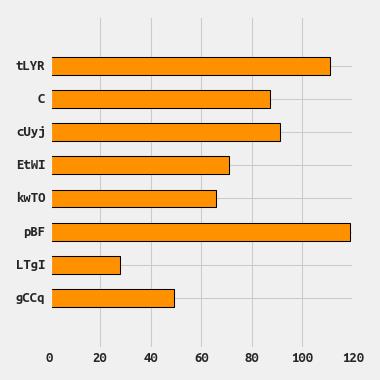 tLYR
C
cUyj
EtWI
kwTO
pBF
LTgI
gCCq
0 20 40 60 80 100 120